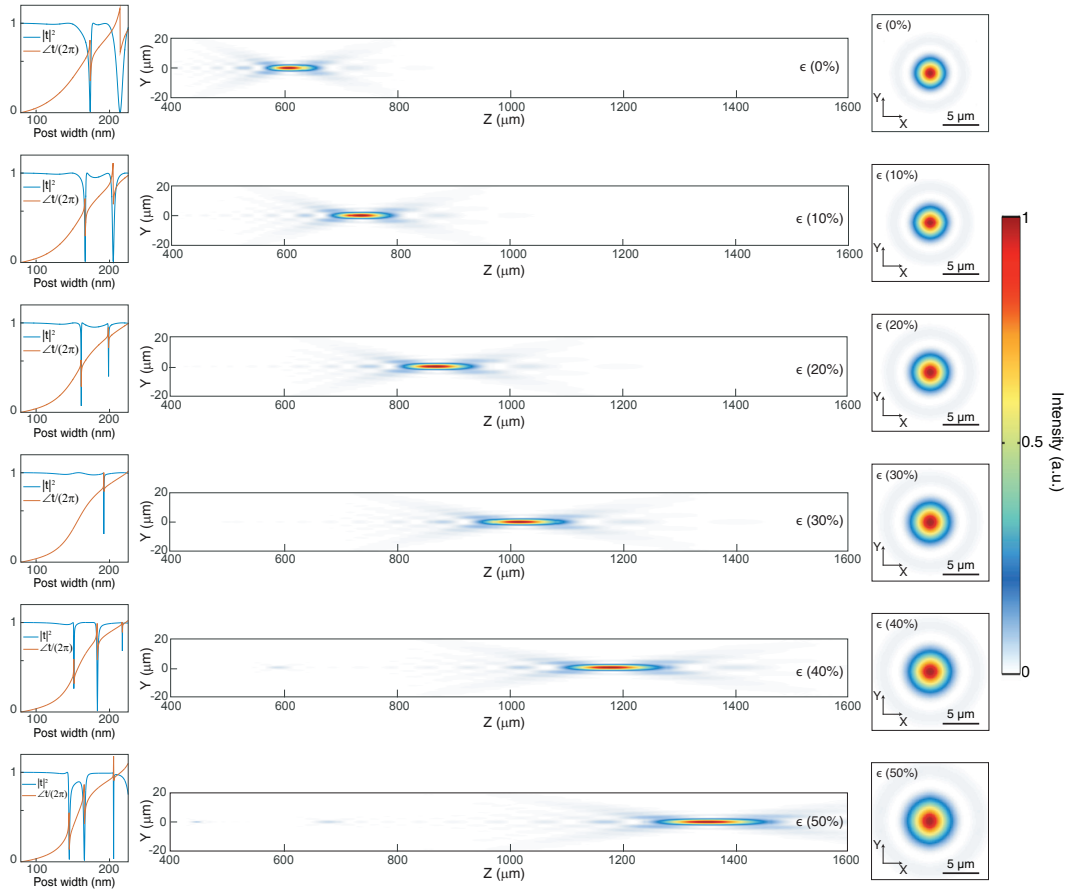 1
|t|²
∠t/(2π)
0
100
200
Post width (nm)
Y (µm)
20
0
-20
400
600
800
1000
1200
1400
1600
Z (µm)
ϵ (0%)
ϵ (0%)
Y
X
5 µm
1
|t|²
∠t/(2π)
0
100
200
Post width (nm)
Y (µm)
20
0
-20
400
600
800
1000
1200
1400
1600
Z (µm)
ϵ (10%)
ϵ (10%)
Y
X
5 µm
1
|t|²
∠t/(2π)
0
100
200
Post width (nm)
Y (µm)
20
0
-20
400
600
800
1000
1200
1400
1600
Z (µm)
ϵ (20%)
ϵ (20%)
Y
X
5 µm
1
|t|²
∠t/(2π)
0
100
200
Post width (nm)
Y (µm)
20
0
-20
400
600
800
1000
1200
1400
1600
Z (µm)
ϵ (30%)
ϵ (30%)
Y
X
5 µm
1
|t|²
∠t/(2π)
0
100
200
Post width (nm)
Y (µm)
20
0
-20
400
600
800
1000
1200
1400
1600
Z (µm)
ϵ (40%)
ϵ (40%)
Y
X
5 µm
1
|t|²
∠t/(2π)
0
100
200
Post width (nm)
Y (µm)
20
0
-20
400
600
800
1000
1200
1400
1600
Z (µm)
ϵ (50%)
ϵ (50%)
Y
X
5 µm
1
0.5
0
Intensity (a.u.)